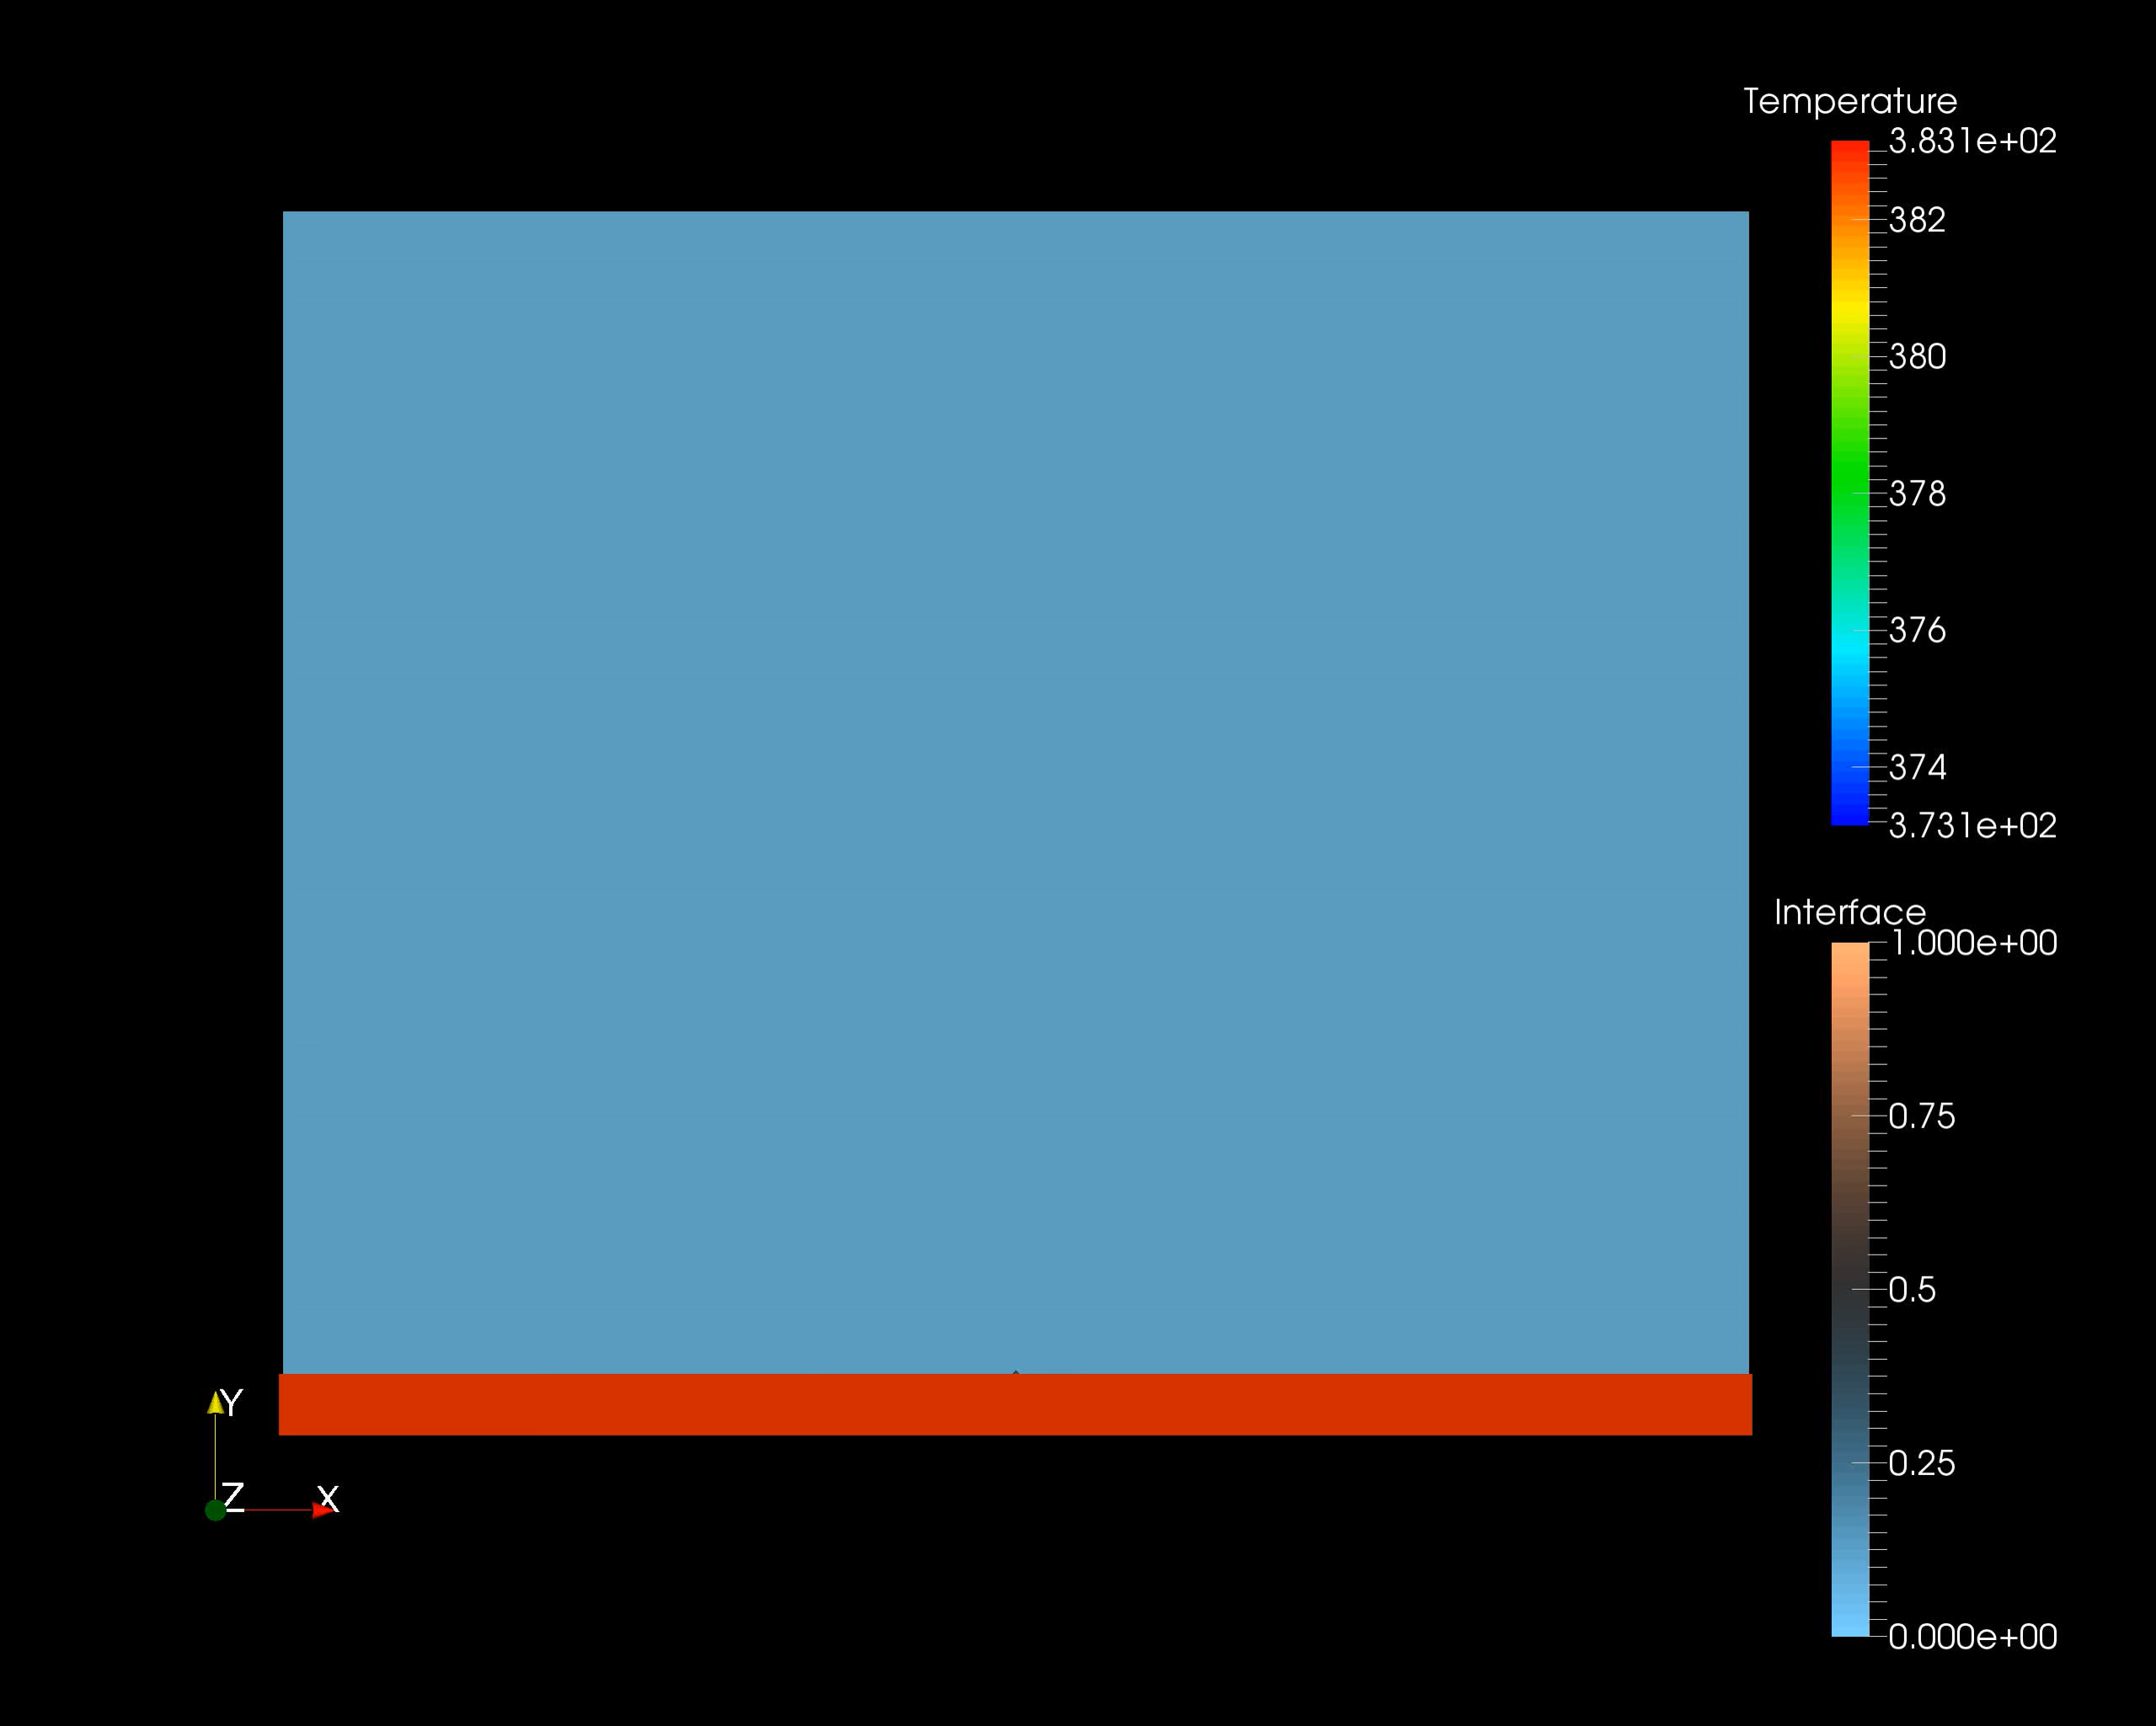 Temperature
3.831e+02
382
380
378
376
374
3.731e+02
Interface
1.000e+00
0.75
0.5
0.25
0.000e+00
Y
Z
X